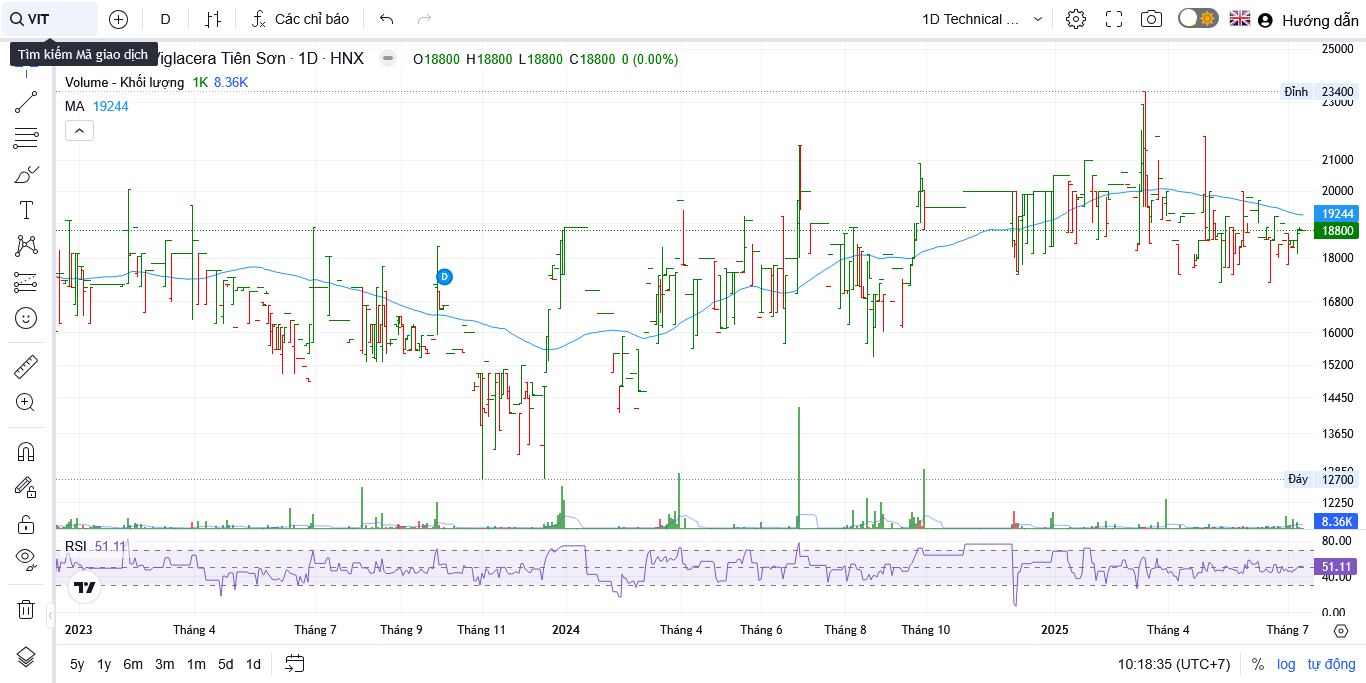 VIT
D
Các chỉ báo
1D Technical ...
Hướng dẫn
Tìm kiếm Mã giao dịch
Viglacera Tiên Sơn · 1D · HNX
O18800 H18800 L18800 C18800 0 (0.00%)
Volume - Khối lượng 1K 8.36K
MA 19244
25000
Đỉnh 23400
23000
21000
20000
19244
18800
18000
D
16800
16000
15200
14450
13650
12850
Đáy 12700
12250
8.36K
RSI 51.11
80.00
51.11
40.00
0.00
2023 Tháng 4 Tháng 7 Tháng 9 Tháng 11 2024 Tháng 4 Tháng 6 Tháng 8 Tháng 10 2025 Tháng 4 Tháng 7
5y 1y 6m 3m 1m 5d 1d
10:18:35 (UTC+7) % log tự động